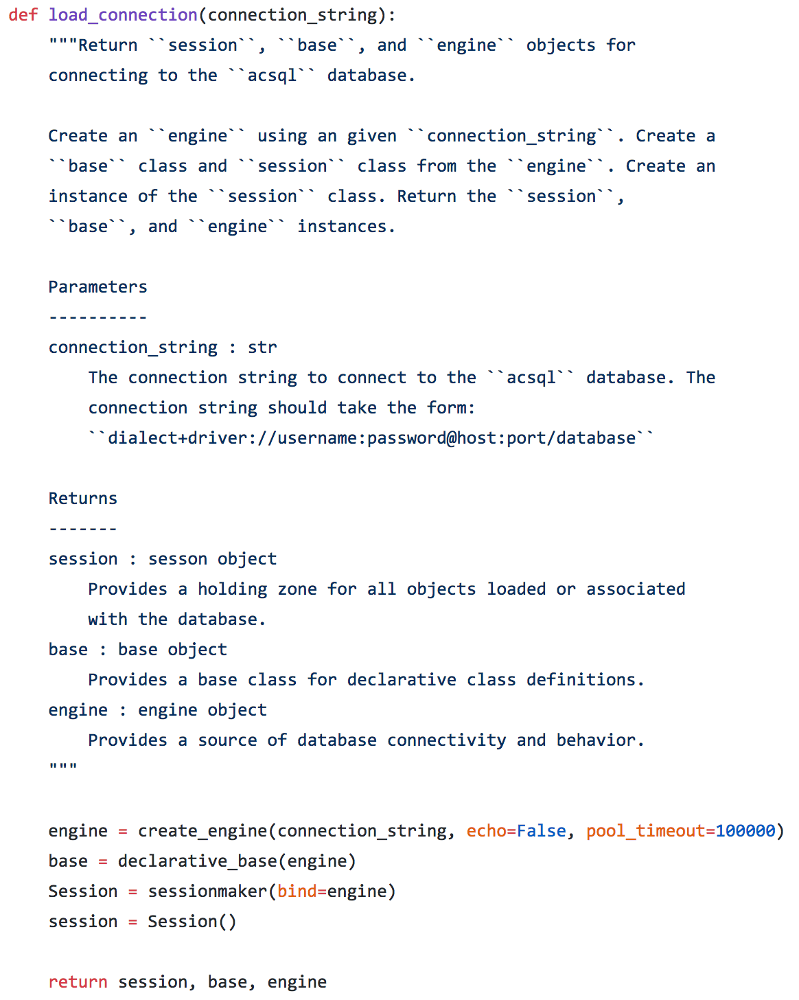 def load_connection(connection_string):
    """Return ``session``, ``base``, and ``engine`` objects for
    connecting to the ``acsql`` database.

    Create an ``engine`` using an given ``connection_string``. Create a
    ``base`` class and ``session`` class from the ``engine``. Create an
    instance of the ``session`` class. Return the ``session``,
    ``base``, and ``engine`` instances.

    Parameters
    ----------
    connection_string : str
        The connection string to connect to the ``acsql`` database. The
        connection string should take the form:
        ``dialect+driver://username:password@host:port/database``

    Returns
    -------
    session : sesson object
        Provides a holding zone for all objects loaded or associated
        with the database.
    base : base object
        Provides a base class for declarative class definitions.
    engine : engine object
        Provides a source of database connectivity and behavior.
    """

    engine = create_engine(connection_string, echo=False, pool_timeout=100000)
    base = declarative_base(engine)
    Session = sessionmaker(bind=engine)
    session = Session()

    return session, base, engine